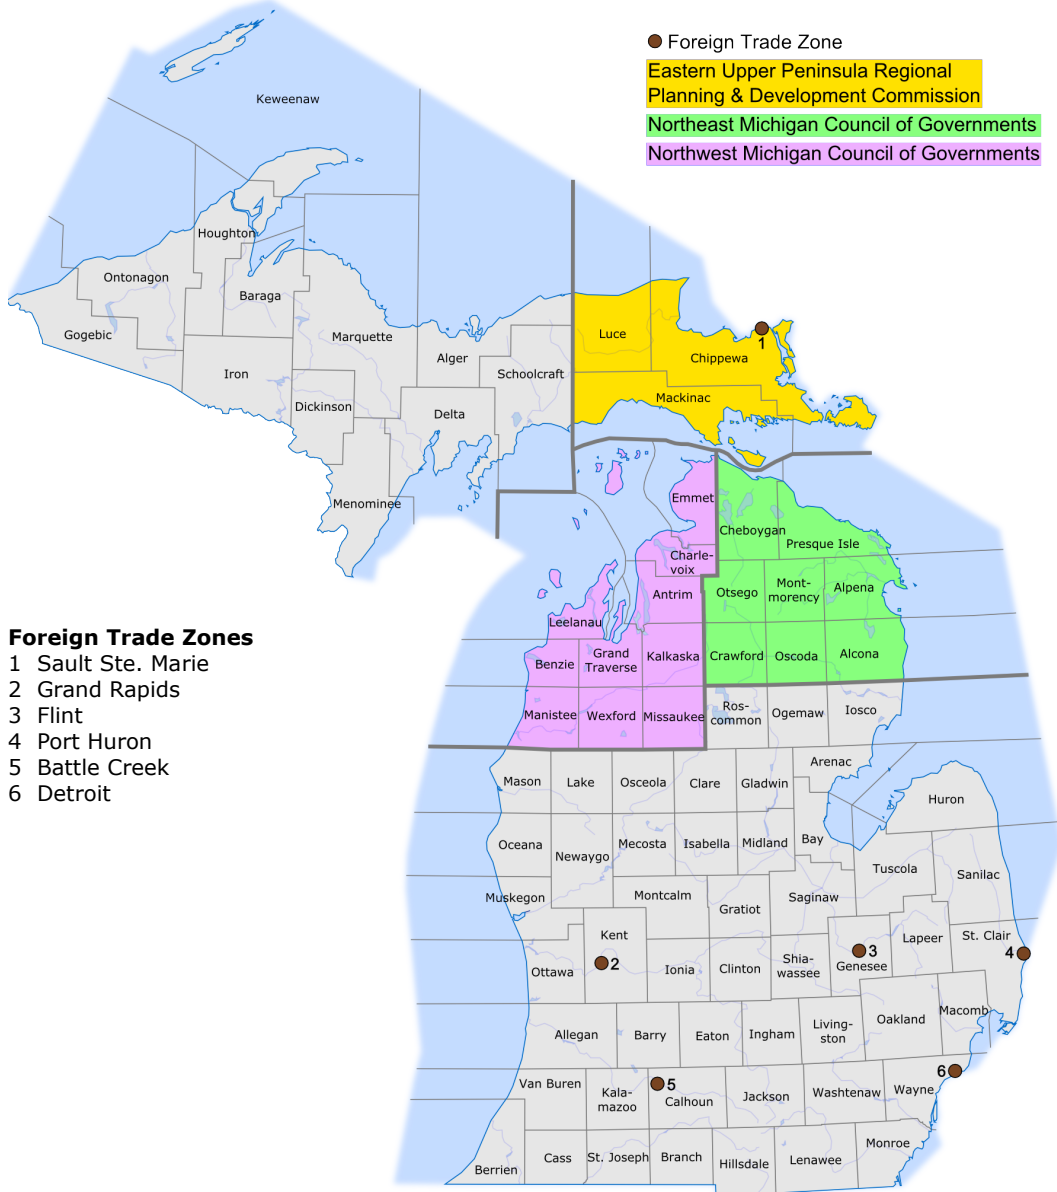 Foreign Trade Zone
Eastern Upper Peninsula Regional
Planning & Development Commission
Northeast Michigan Council of Governments
Northwest Michigan Council of Governments
Keweenaw
Houghton
Ontonagon
Baraga
Gogebic
Marquette
Luce
1
Alger
Chippewa
Iron
Schoolcraft
Mackinac
Dickinson
Delta
Menominee
Emmet
Cheboygan
Presque Isle
Charle-
voix
Antrim
Otsego
Mont-
morency
Alpena
Leelanau
Benzie
Grand
Traverse
Kalkaska
Crawford
Oscoda
Alcona
Manistee
Wexford
Missaukee
Ros-
common
Ogemaw
Iosco
Foreign Trade Zones
1 Sault Ste. Marie
2 Grand Rapids
3 Flint
4 Port Huron
5 Battle Creek
6 Detroit
Mason
Lake
Osceola
Clare
Gladwin
Arenac
Huron
Oceana
Newaygo
Mecosta
Isabella
Midland
Bay
Tuscola
Sanilac
Muskegon
Montcalm
Gratiot
Saginaw
Kent
2
Ottawa
Ionia
Clinton
Shia-
wassee
3
Genesee
Lapeer
St. Clair
4
Allegan
Barry
Eaton
Ingham
Living-
ston
Oakland
Macomb
Van Buren
Kala-
mazoo
5
Calhoun
Jackson
Washtenaw
Wayne
6
Berrien
Cass
St. Joseph
Branch
Hillsdale
Lenawee
Monroe